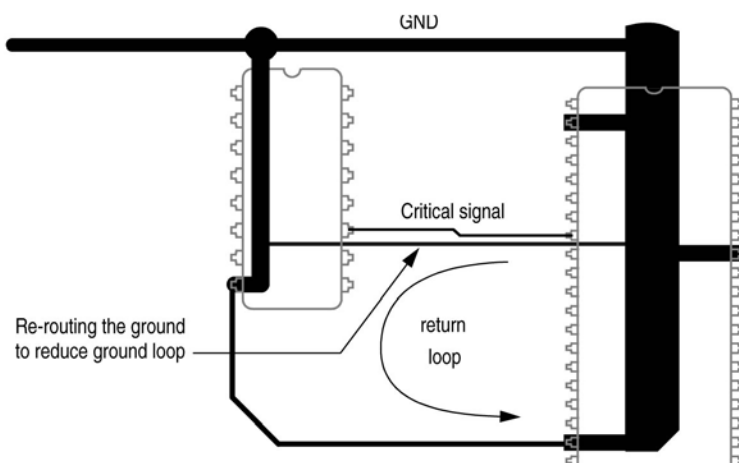 GND
Critical signal
Re-routing the ground
to reduce ground loop
return
loop